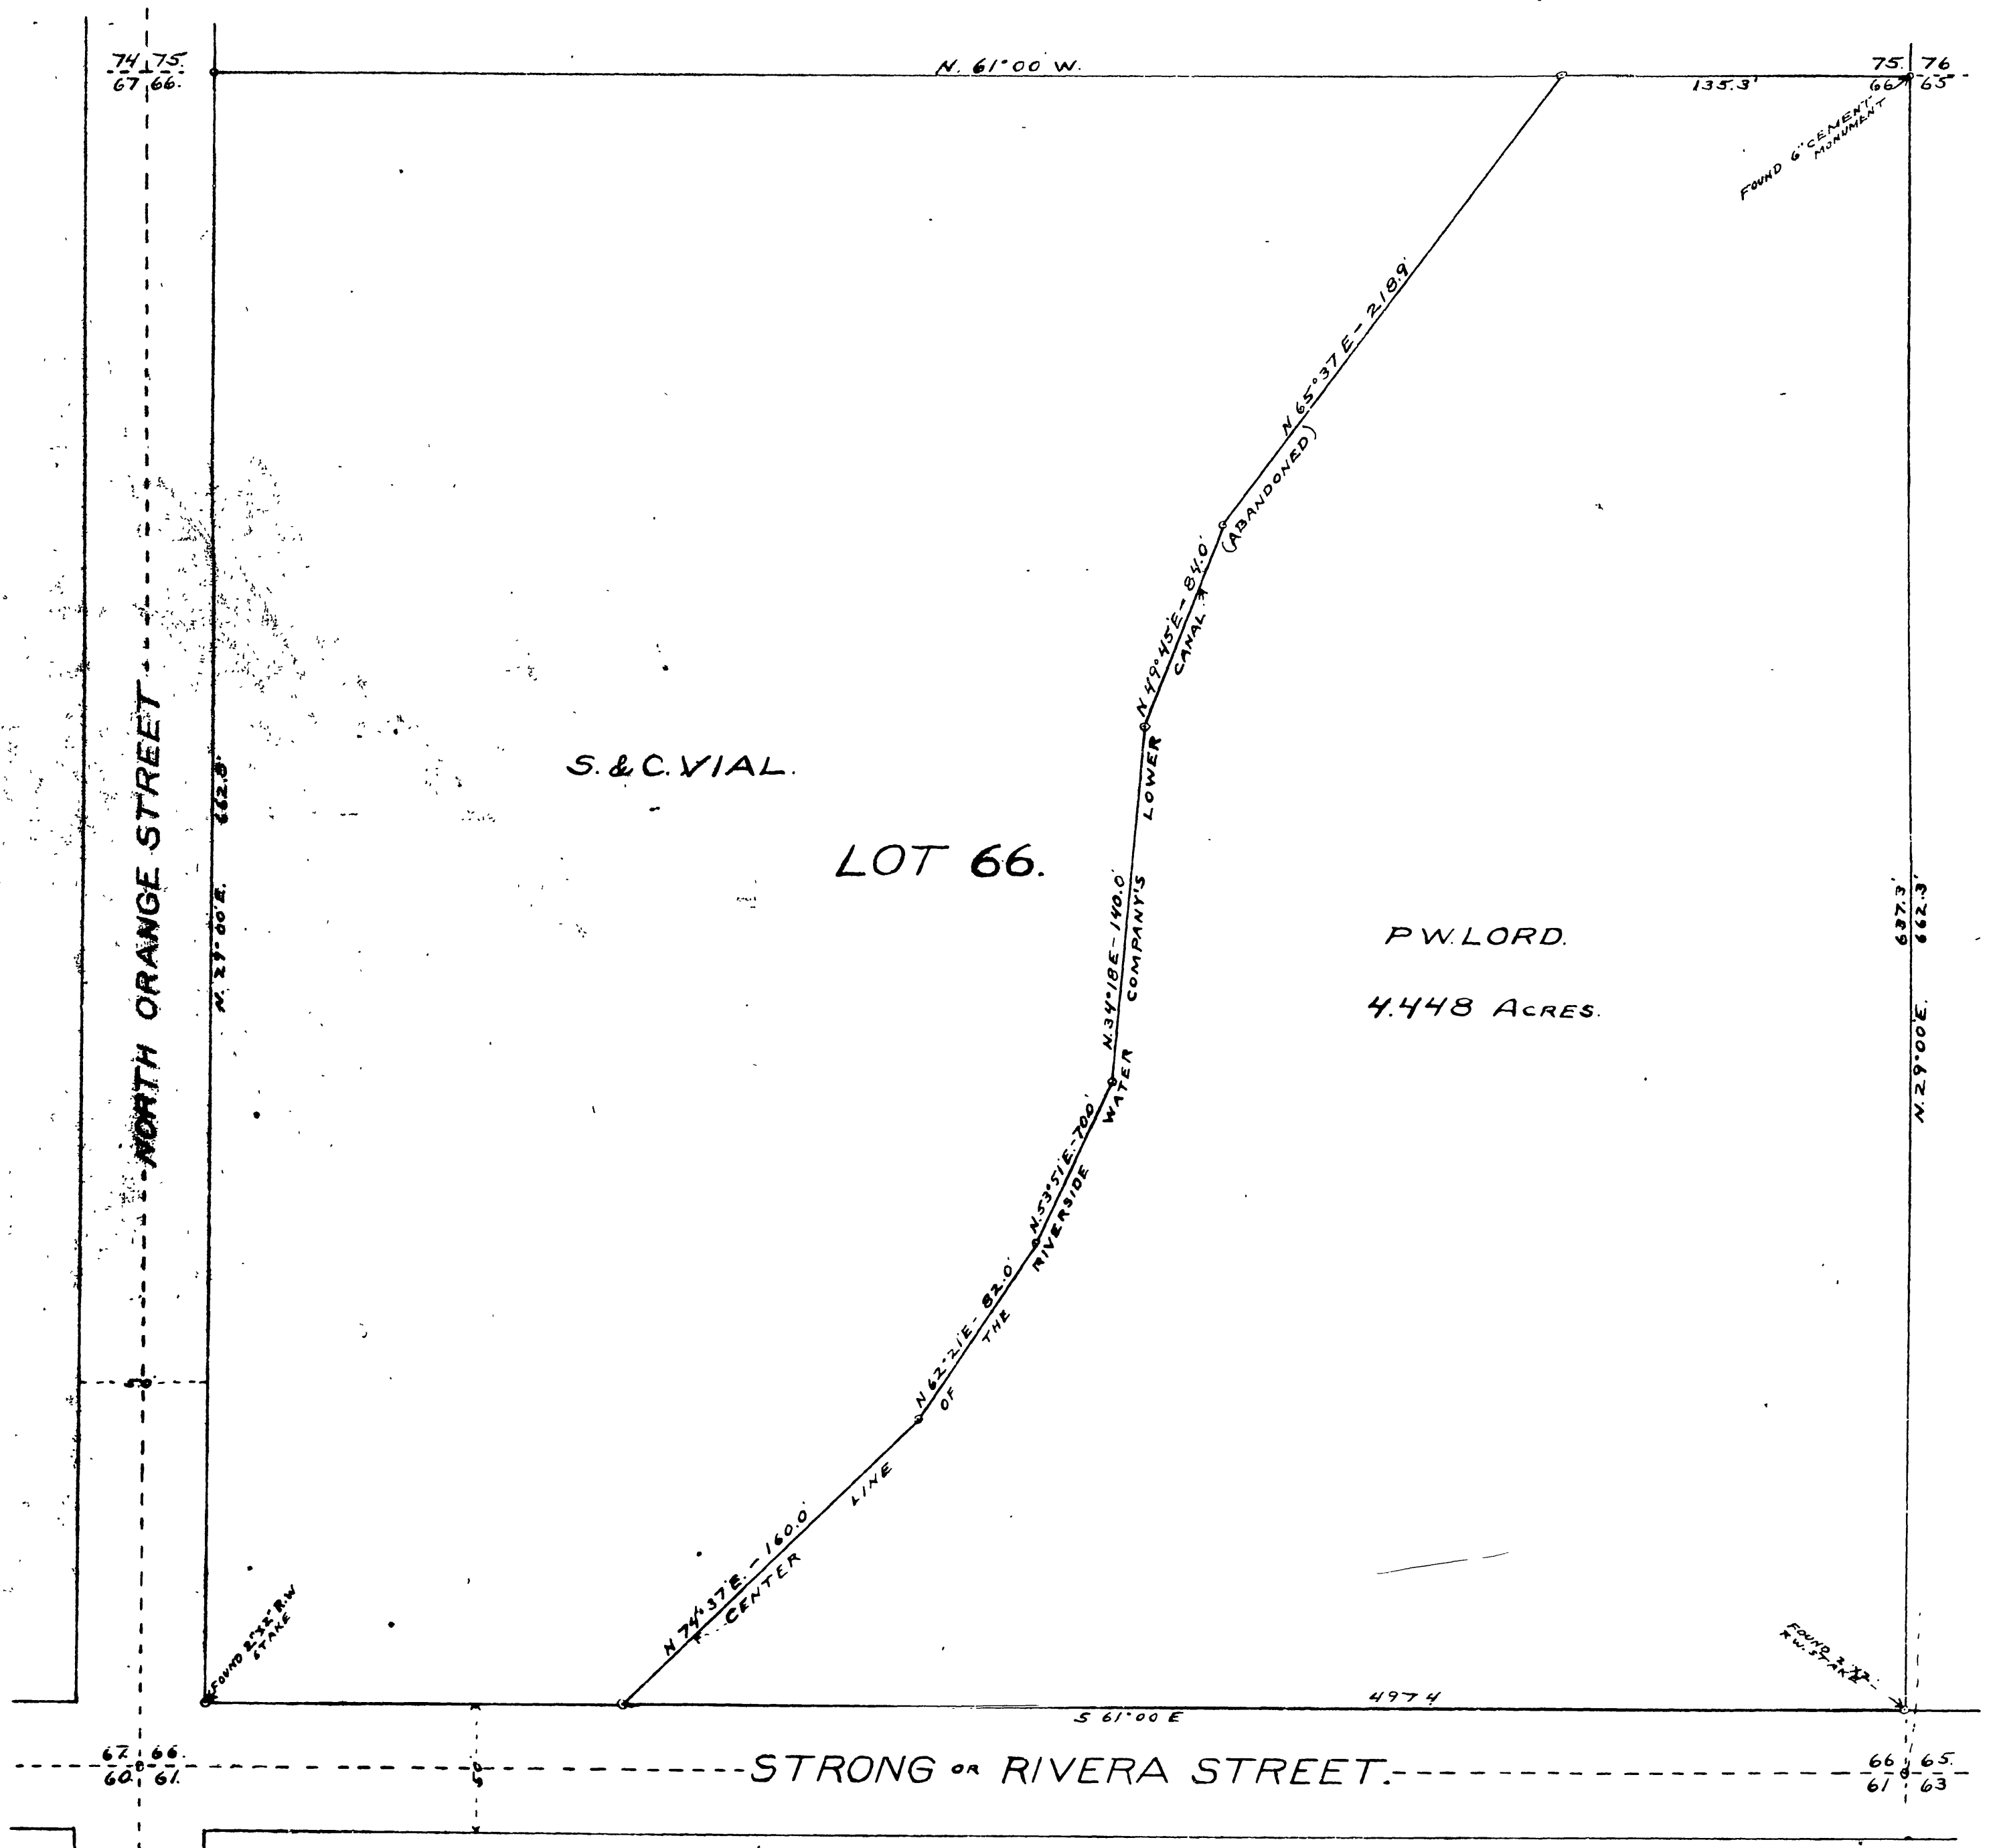 74 75.
67 66.
N. 61°00 W.
135.3'
75. 76
66 65
FOUND 6" CEMENT
MONUMENT
N 65°37 E - 218.9'
(ABANDONED)
N 49°45'E - 84.0'
CANAL
NORTH ORANGE STREET
N. 29°00'E. 662.8'
S. & C. VIAL.
LOT 66.
LOWER
N. 34°18 E - 140.0'
COMPANY'S
P W. LORD.
4.448 ACRES.
637.3'
662.3'
N. 29°00'E.
WATER
N. 53°51'E - 70.0'
RIVERSIDE
N 62°21'E - 82.0'
THE
OF
LINE
N 74°37'E. - 160.0'
CENTER
FOUND 2"X2" R.W
STAKE
FOUND 2"X2"
R.W. STAKE
497.4
S 61°00 E
67. 66.
60. 61.
STRONG OR RIVERA STREET.
66 65.
61 63